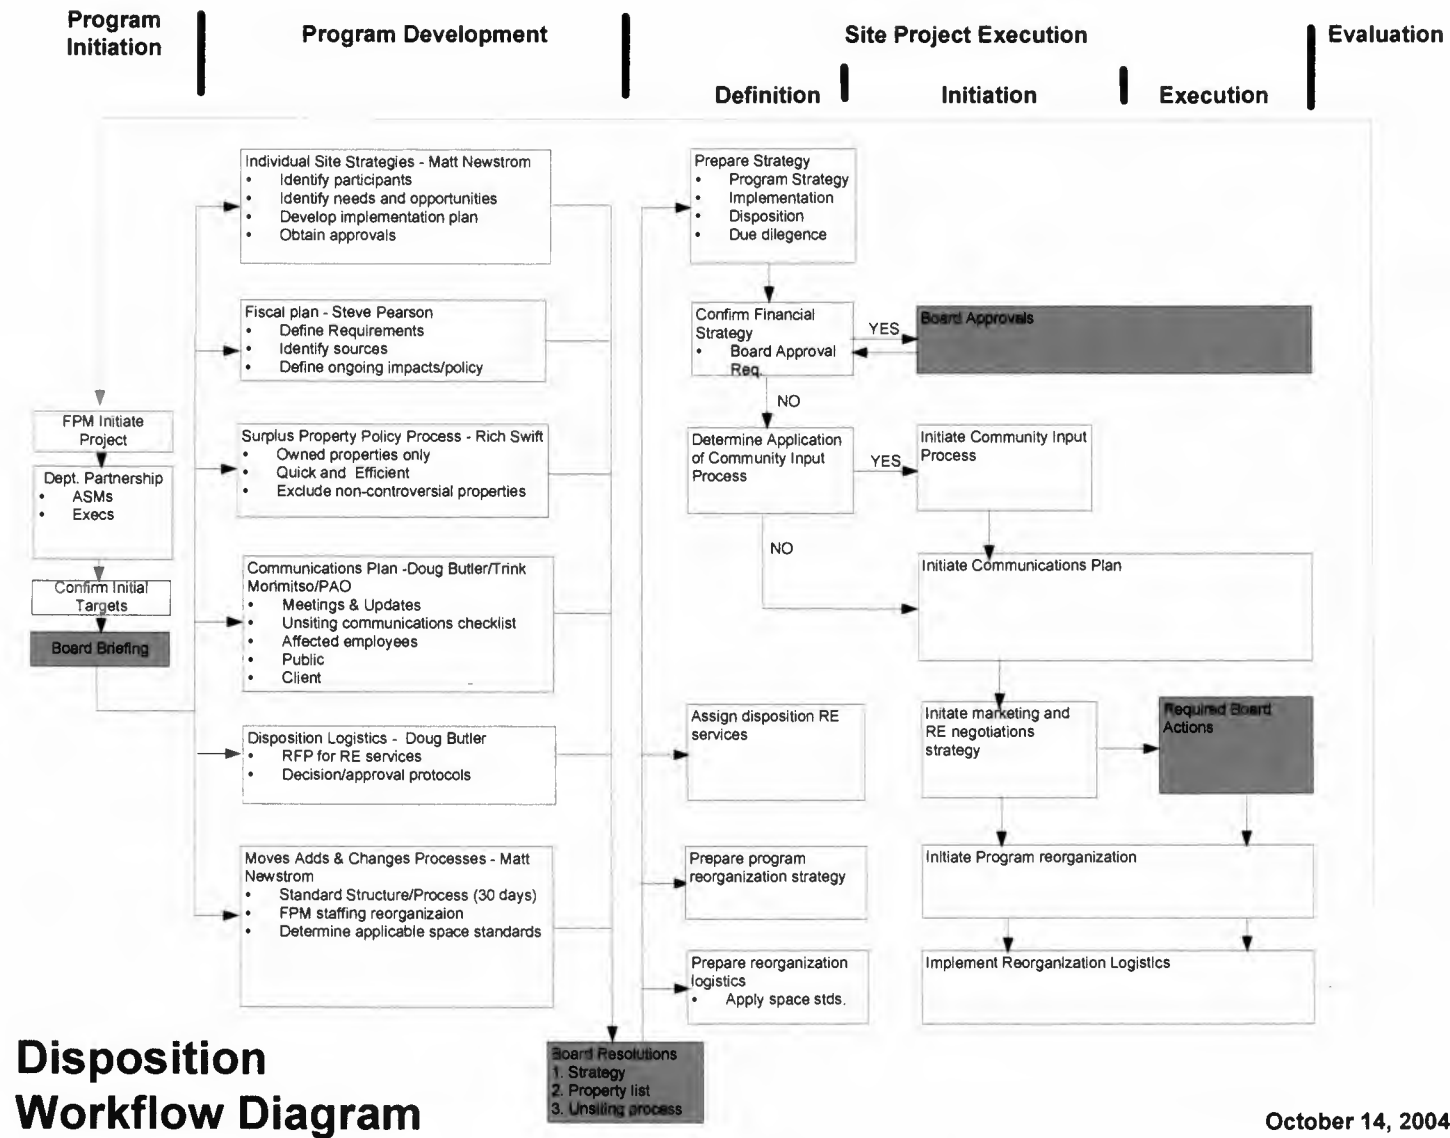 Program
Initiation
Program Development
Site Project Execution
Evaluation
Definition
Initiation
Execution
FPM Initiate
Project
Dept. Partnership
• ASMs
• Execs
Confirm Initial
Targets
Board Briefing
Individual Site Strategies - Matt Newstrom
• Identify participants
• Identify needs and opportunities
• Develop implementation plan
• Obtain approvals
Fiscal plan - Steve Pearson
• Define Requirements
• Identify sources
• Define ongoing impacts/policy
Surplus Property Policy Process - Rich Swift
• Owned properties only
• Quick and Efficient
• Exclude non-controversial properties
Communications Plan -Doug Butler/Trink
Morimitso/PAO
• Meetings & Updates
• Unsiting communications checklist
• Affected employees
• Public
• Client
Disposition Logistics - Doug Butler
• RFP for RE services
• Decision/approval protocols
Moves Adds & Changes Processes - Matt
Newstrom
• Standard Structure/Process (30 days)
• FPM staffing reorganizaion
• Determine applicable space standards
Board Resolutions
1. Strategy
2. Property list
3. Unsiting process
Prepare Strategy
• Program Strategy
• Implementation
• Disposition
• Due dilegence
Confirm Financial
Strategy
• Board Approval
Req.
YES
Board Approvals
NO
Determine Application
of Community Input
Process
YES
Initiate Community Input
Process
NO
Initiate Communications Plan
Assign disposition RE
services
Initate marketing and
RE negotiations
strategy
Required Board
Actions
Prepare program
reorganization strategy
Initiate Program reorganization
Prepare reorganization
logistics
• Apply space stds.
Implement Reorganization Logistics
Disposition
Workflow Diagram
October 14, 2004